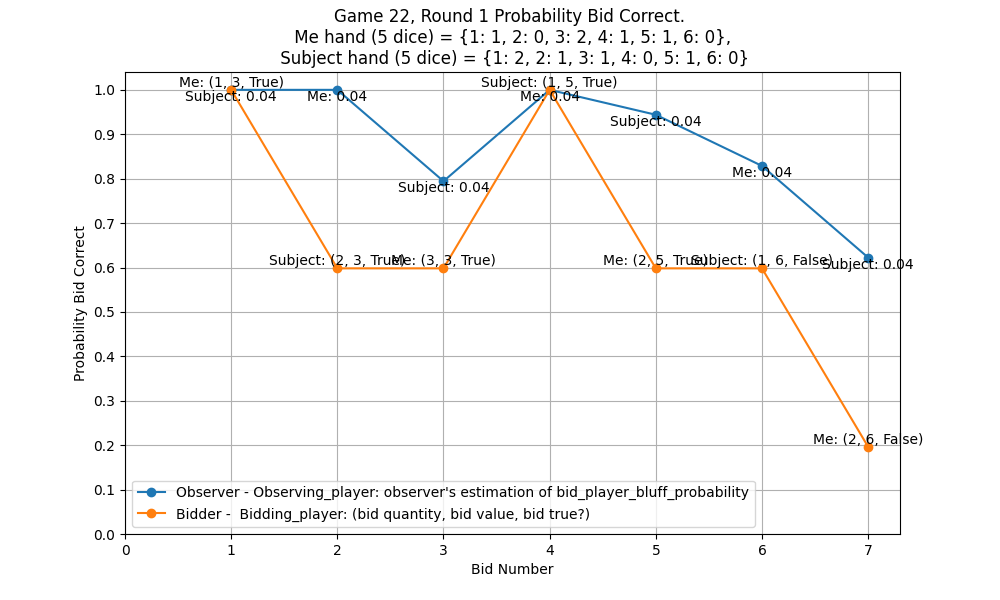 Game 22, Round 1 Probability Bid Correct.
Me hand (5 dice) = {1: 1, 2: 0, 3: 2, 4: 1, 5: 1, 6: 0},
Subject hand (5 dice) = {1: 2, 2: 1, 3: 1, 4: 0, 5: 1, 6: 0}
Me: (1, 3, True)
Subject: 0.04
Me: 0.04
Subject: 0.04
Subject: (1, 5, True)
Me: 0.04
Subject: 0.04
Me: 0.04
Subject: 0.04
Subject: (2, 3, True)
Me: (3, 3, True)
Me: (2, 5, True)
Subject: (1, 6, False)
Me: (2, 6, False)
Probability Bid Correct
1.0
0.9
0.8
0.7
0.6
0.5
0.4
0.3
0.2
0.1
0.0
Observer - Observing_player: observer's estimation of bid_player_bluff_probability
Bidder -  Bidding_player: (bid quantity, bid value, bid true?)
0 1 2 3 4 5 6 7
Bid Number